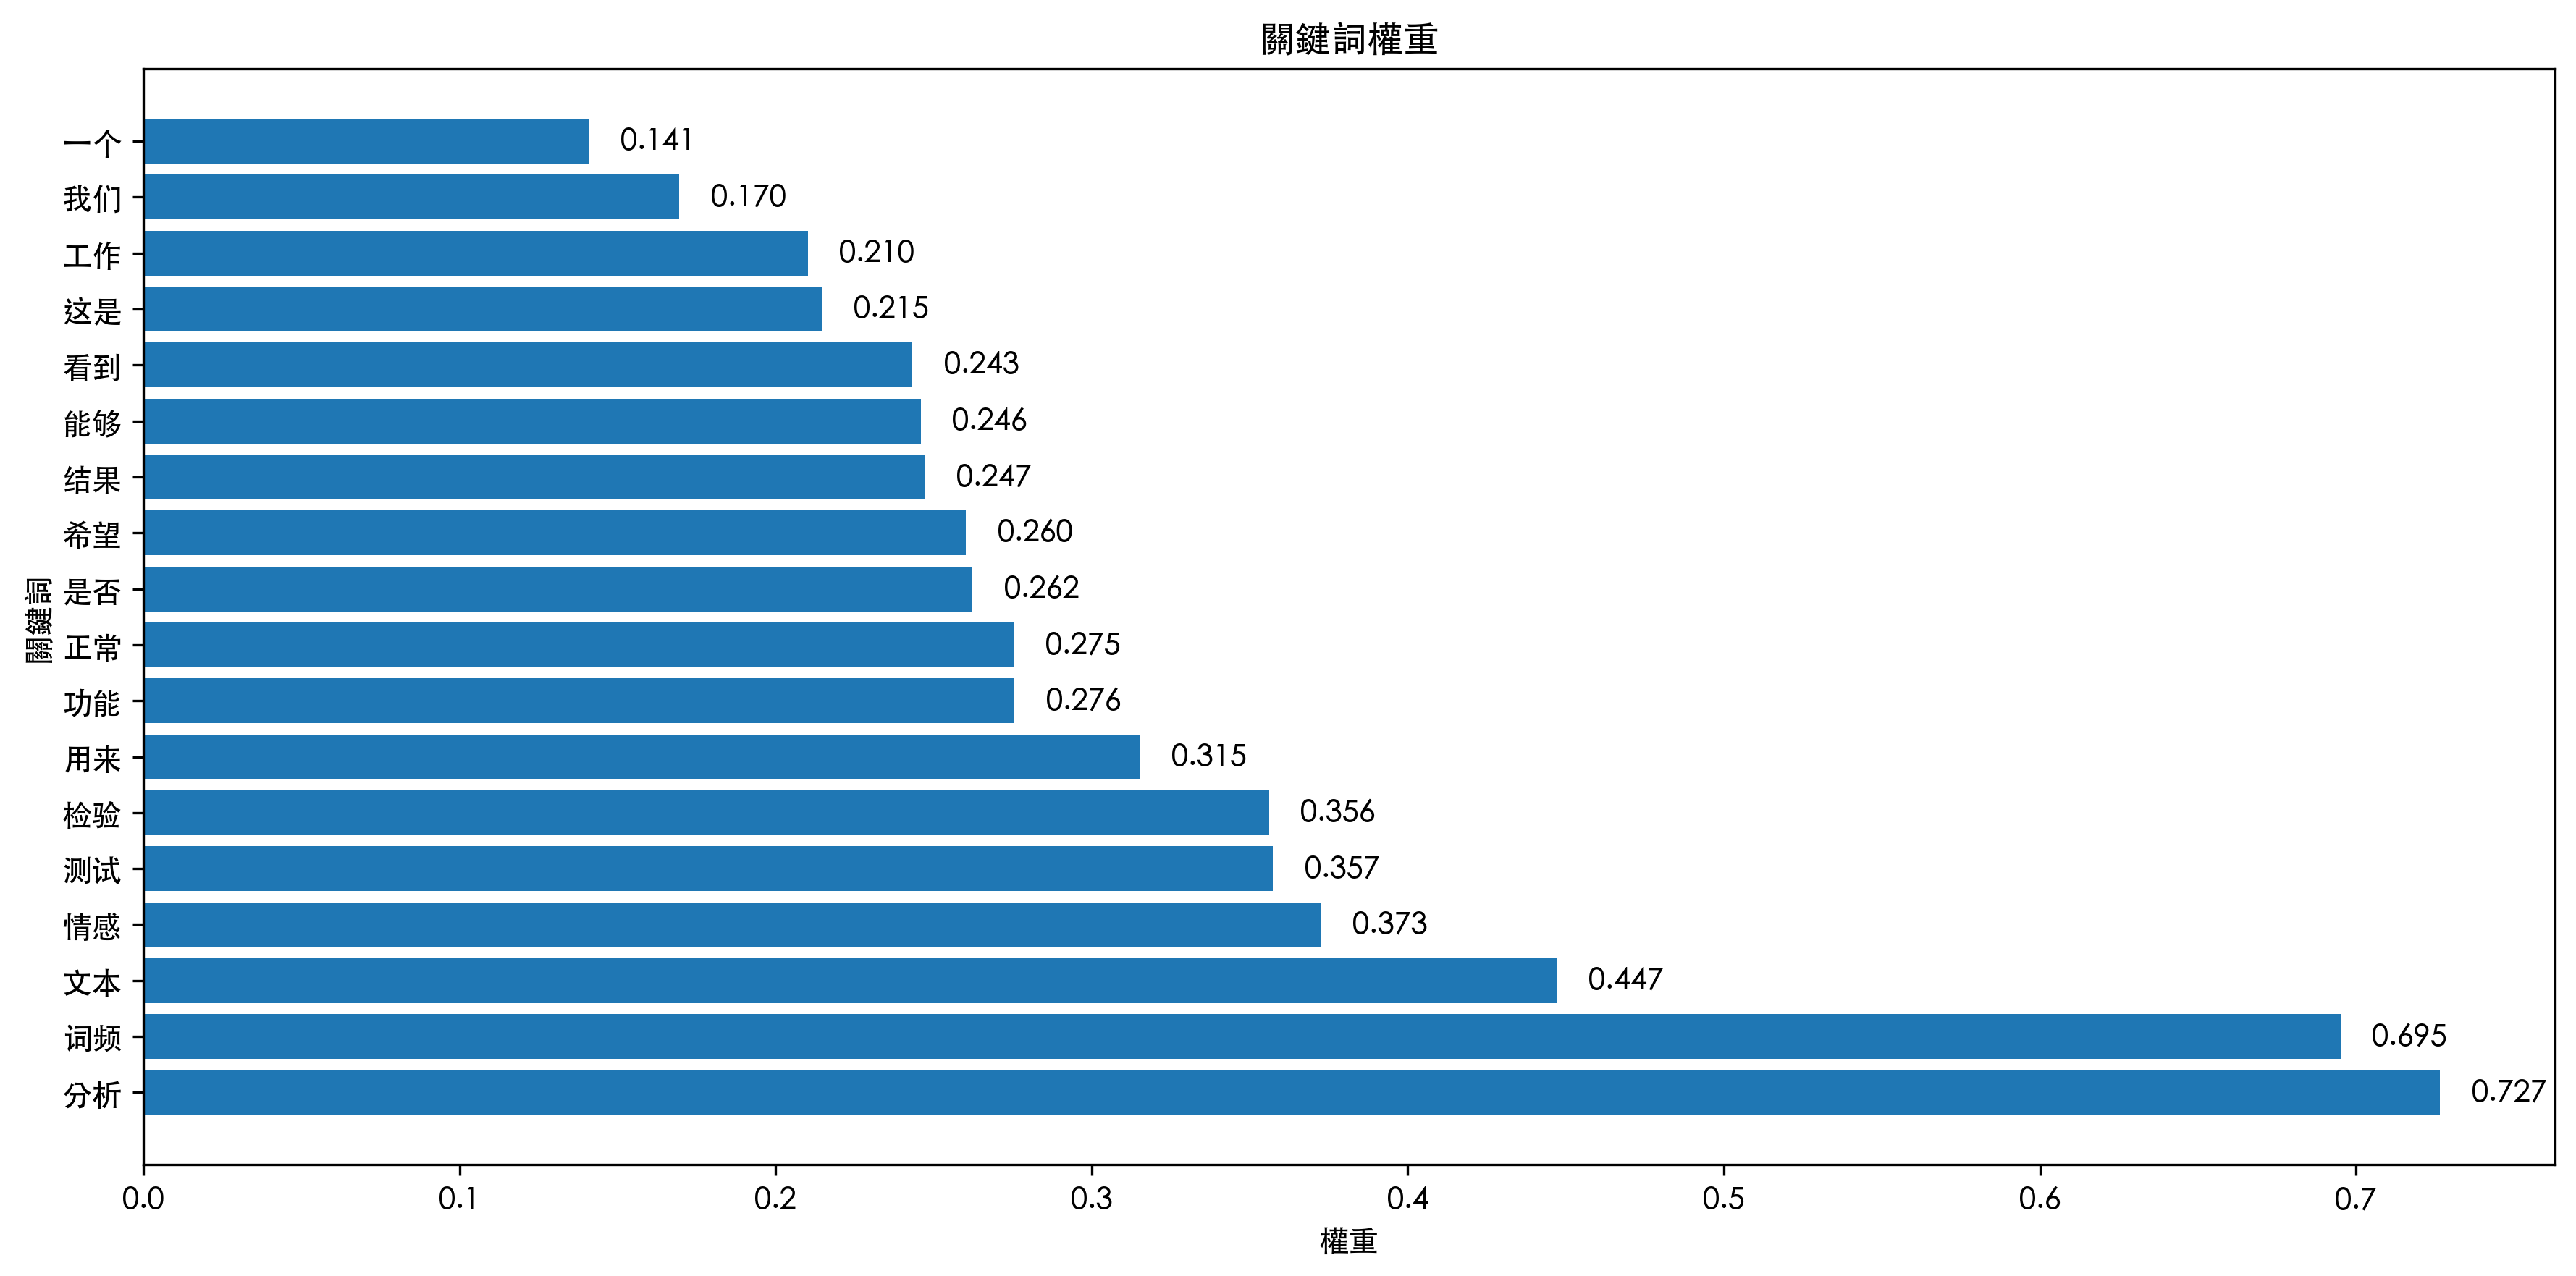 關鍵詞權重
一个 0.141
我们 0.170
工作 0.210
这是 0.215
看到 0.243
能够 0.246
结果 0.247
希望 0.260
是否 0.262
正常 0.275
功能 0.276
用来 0.315
检验 0.356
测试 0.357
情感 0.373
文本 0.447
词频 0.695
分析 0.727
關鍵詞
0.0 0.1 0.2 0.3 0.4 0.5 0.6 0.7
權重